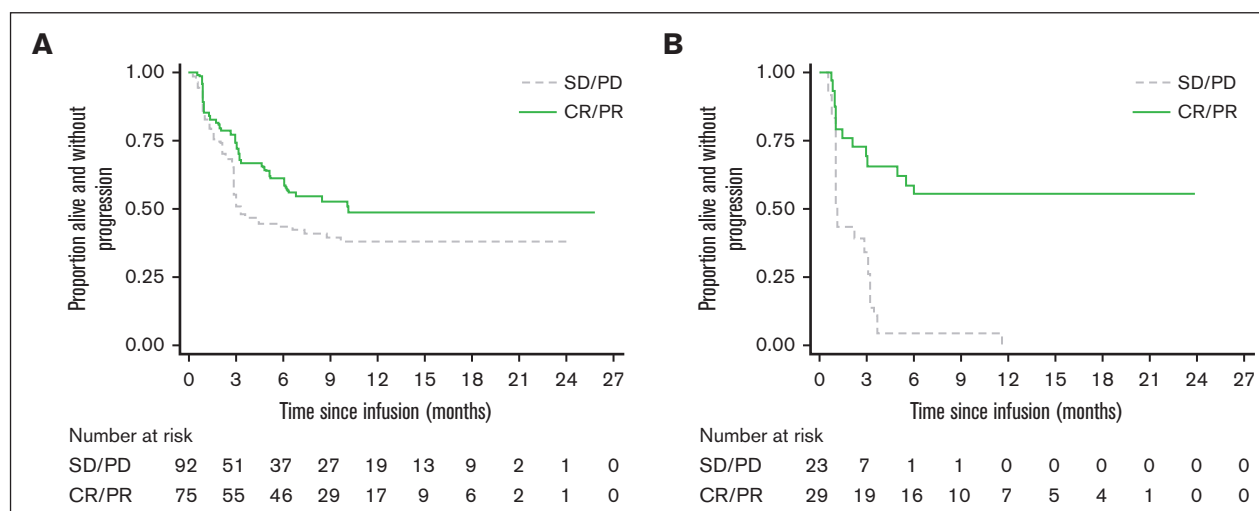 A
1.00
0.75
0.50
0.25
0.00
Proportion alive and without
progression
SD/PD
CR/PR
0 3 6 9 12 15 18 21 24 27
Time since infusion (months)
Number at risk
SD/PD 92 51 37 27 19 13 9 2 1 0
CR/PR 75 55 46 29 17 9 6 2 1 0
B
1.00
0.75
0.50
0.25
0.00
Proportion alive and without
progression
SD/PD
CR/PR
0 3 6 9 12 15 18 21 24 27
Time since infusion (months)
Number at risk
SD/PD 23 7 1 1 0 0 0 0 0 0
CR/PR 29 19 16 10 7 5 4 1 0 0